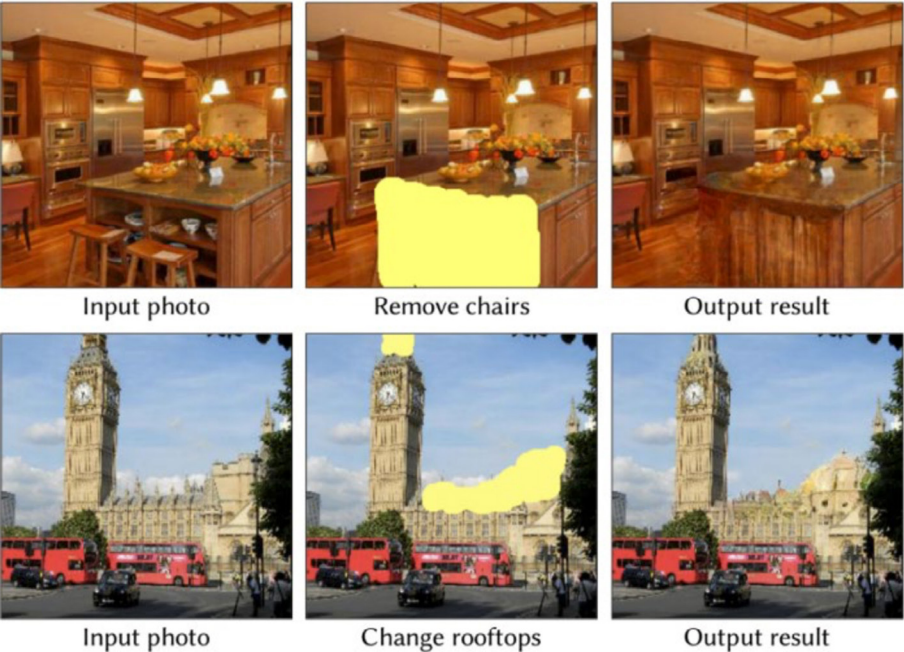 Input photo
Remove chairs
Output result
Input photo
Change rooftops
Output result